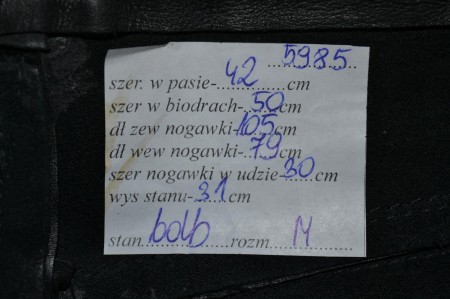 5985
szer. w pasie-42cm
szer w biodrach-50cm
dł zew nogawki-105cm
dł wew nogawki-79cm
szer nogawki w udzie-30cm
wys stanu-31cm
stan bdb rozm M